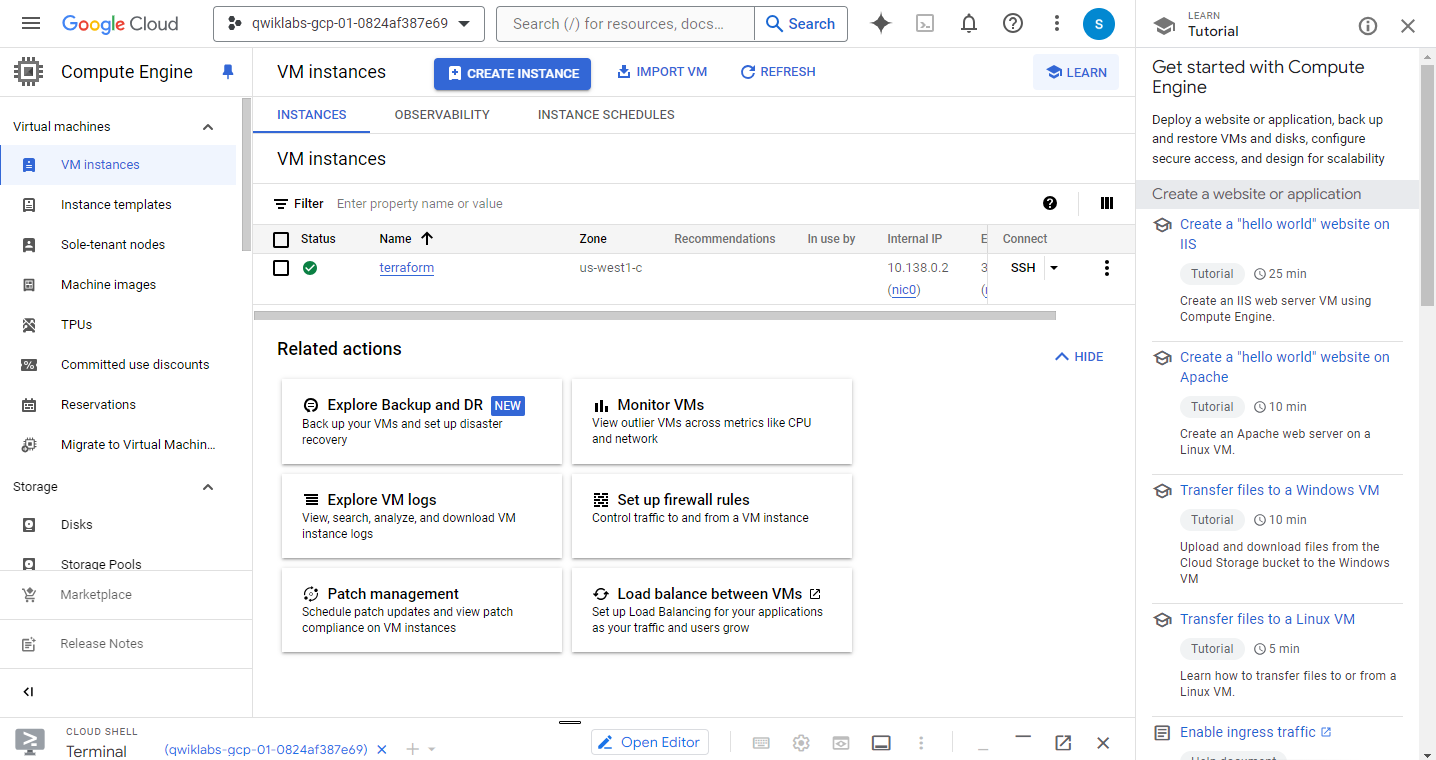 Google Cloud
qwiklabs-gcp-01-0824af387e69
Search (/) for resources, docs...
Search
S
LEARN
Tutorial
Compute Engine
VM instances
CREATE INSTANCE
IMPORT VM
REFRESH
LEARN
Virtual machines
VM instances
Instance templates
Sole-tenant nodes
Machine images
TPUs
Committed use discounts
Reservations
Migrate to Virtual Machin...
Storage
Disks
Storage Pools
Marketplace
Release Notes
INSTANCES
OBSERVABILITY
INSTANCE SCHEDULES
VM instances
Filter
Enter property name or value
Status
Name
Zone
Recommendations
In use by
Internal IP
E
Connect
terraform
us-west1-c
10.138.0.2
(nic0)
3
SSH
Related actions
HIDE
Explore Backup and DR NEW
Back up your VMs and set up disaster
recovery
Monitor VMs
View outlier VMs across metrics like CPU
and network
Explore VM logs
View, search, analyze, and download VM
instance logs
Set up firewall rules
Control traffic to and from a VM instance
Patch management
Schedule patch updates and view patch
compliance on VM instances
Load balance between VMs
Set up Load Balancing for your applications
as your traffic and users grow
Get started with Compute
Engine
Deploy a website or application, back up
and restore VMs and disks, configure
secure access, and design for scalability
Create a website or application
Create a "hello world" website on
IIS
Tutorial
25 min
Create an IIS web server VM using
Compute Engine.
Create a "hello world" website on
Apache
Tutorial
10 min
Create an Apache web server on a
Linux VM.
Transfer files to a Windows VM
Tutorial
10 min
Upload and download files from the
Cloud Storage bucket to the Windows
VM
Transfer files to a Linux VM
Tutorial
5 min
Learn how to transfer files to or from a
Linux VM.
Enable ingress traffic
Help document
CLOUD SHELL
Terminal
(qwiklabs-gcp-01-0824af387e69)
Open Editor